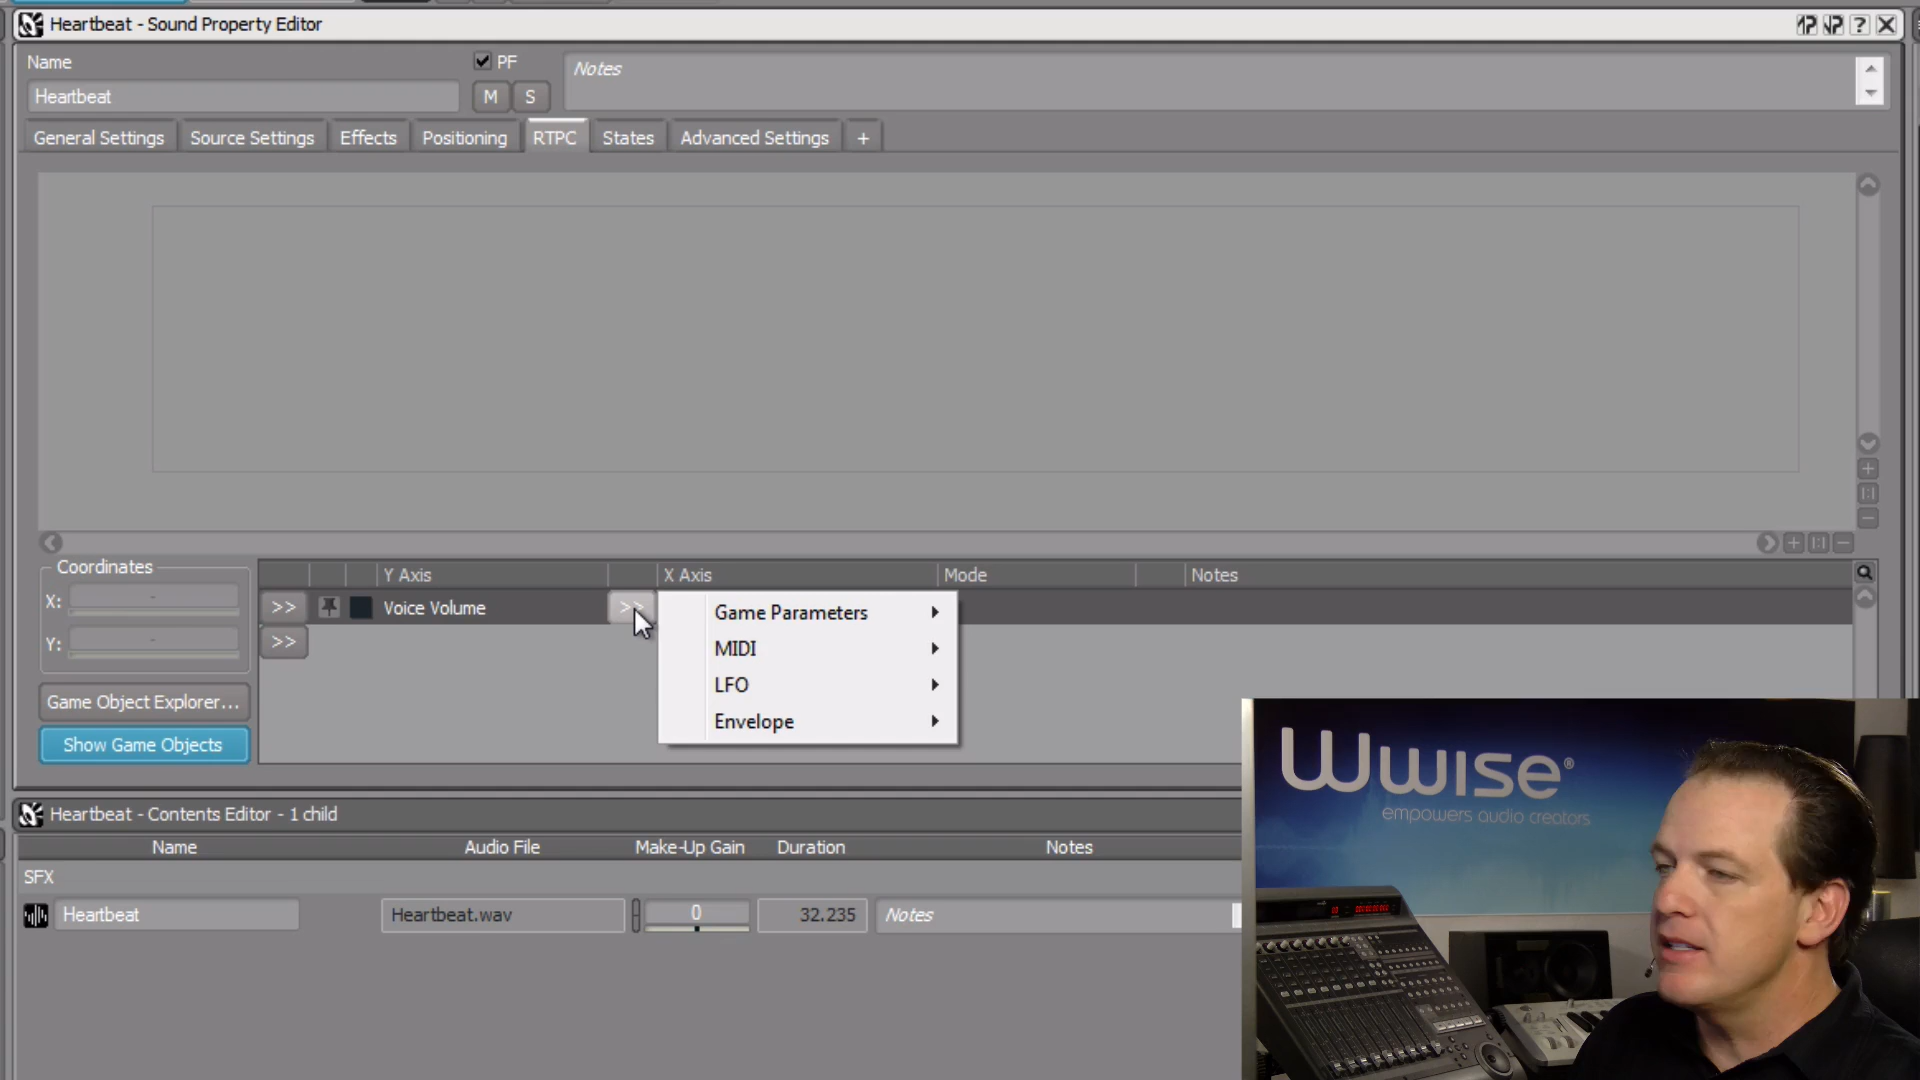 Heartbeat - Sound Property Editor
Name
PF
Notes
Heartbeat
M
S
General Settings
Source Settings
Effects
Positioning
RTPC
States
Advanced Settings
+
Coordinates
X:
-
Y:
-
Game Object Explorer...
Show Game Objects
Y Axis
X Axis
Mode
Notes
>>
Voice Volume
>>
>>
Game Parameters
MIDI
LFO
Envelope
Heartbeat - Contents Editor - 1 child
Name
Audio File
Make-Up Gain
Duration
Notes
SFX
Heartbeat
Heartbeat.wav
0
32.235
Notes
Wwise®
empowers audio creators